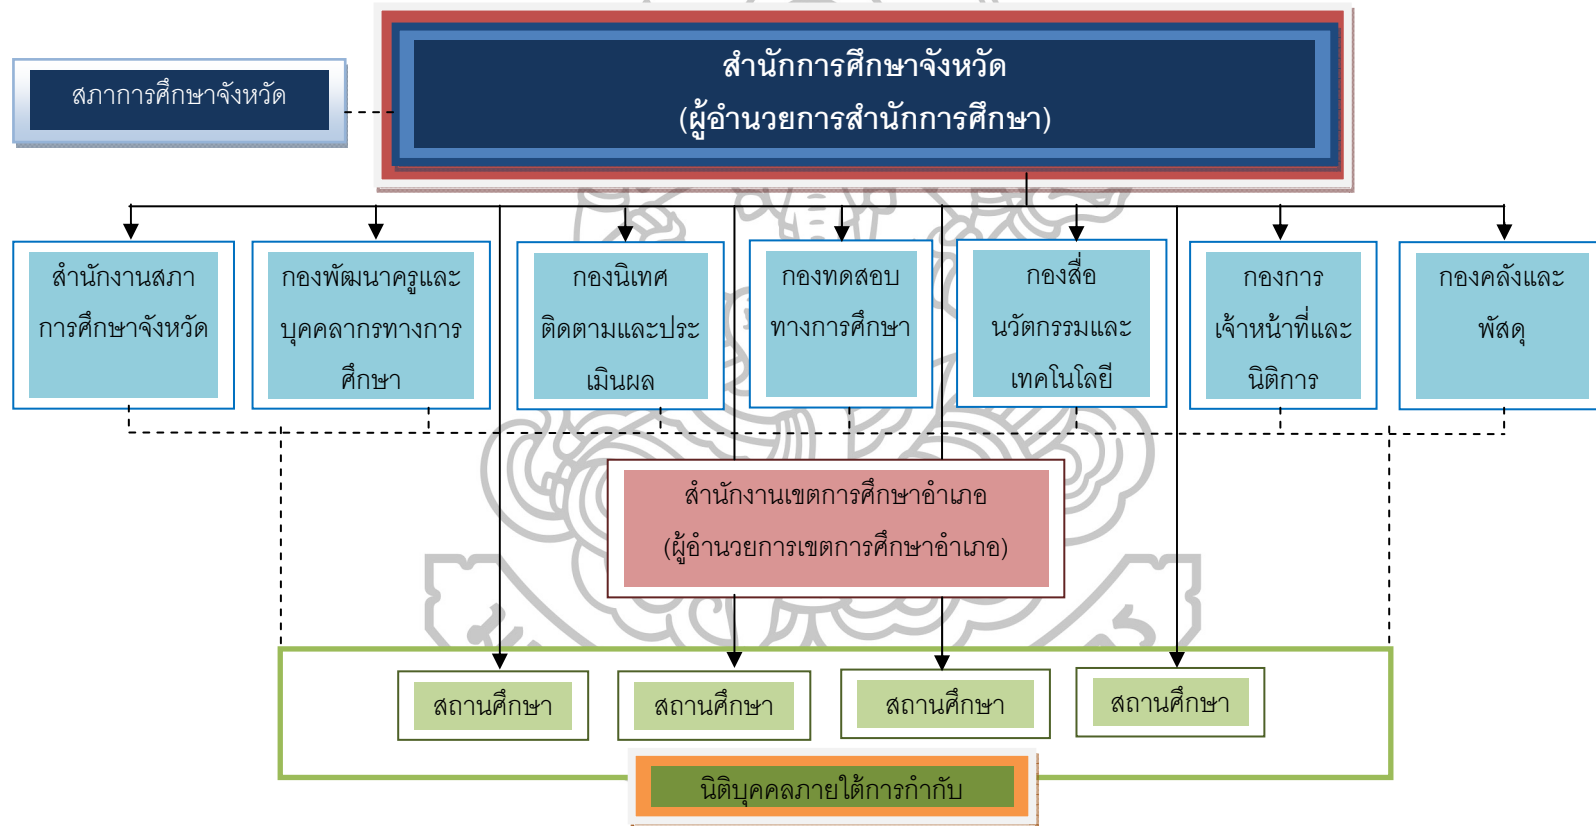 สำนักการศึกษาจังหวัด
(ผู้อำนวยการสำนักการศึกษา)
สภาการศึกษาจังหวัด
สำนักงานสภา
การศึกษาจังหวัด
กองพัฒนาครูและ
บุคคลากรทางการ
ศึกษา
กองนิเทศ
ติดตามและประ
เมินผล
กองทดสอบ
ทางการศึกษา
กองสื่อ
นวัตกรรมและ
เทคโนโลยี
กองการ
เจ้าหน้าที่และ
นิติการ
กองคลังและ
พัสดุ
สำนักงานเขตการศึกษาอำเภอ
(ผู้อำนวยการเขตการศึกษาอำเภอ)
สถานศึกษา
สถานศึกษา
สถานศึกษา
สถานศึกษา
นิติบุคคลภายใต้การกำกับ